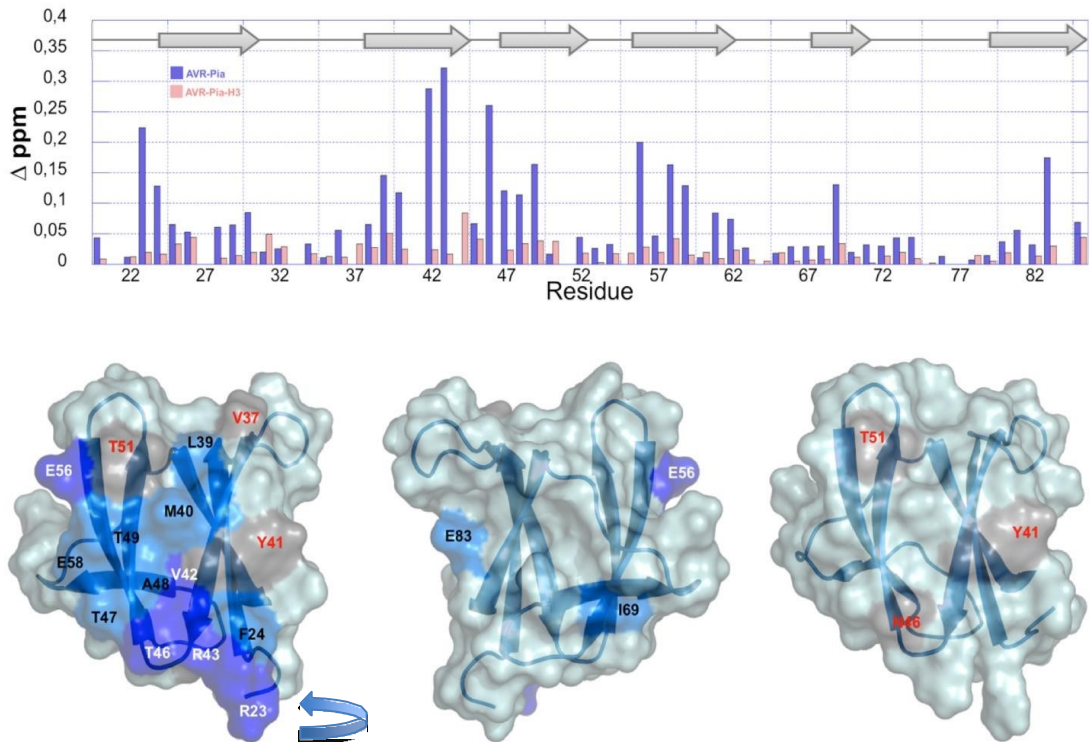 0,4
0,35
0,3
0,25
0,2
0,15
0,1
0,05
0
Δ ppm
AVR-Pia
AVR-Pia-H3
22 27 32 37 42 47 52 57 62 67 72 77 82
Residue
V37
T51
L39
E56
M40
T49
Y41
E58
V42
A48
T47
F24
T46
R43
R23
E56
E83
I69
T51
Y41